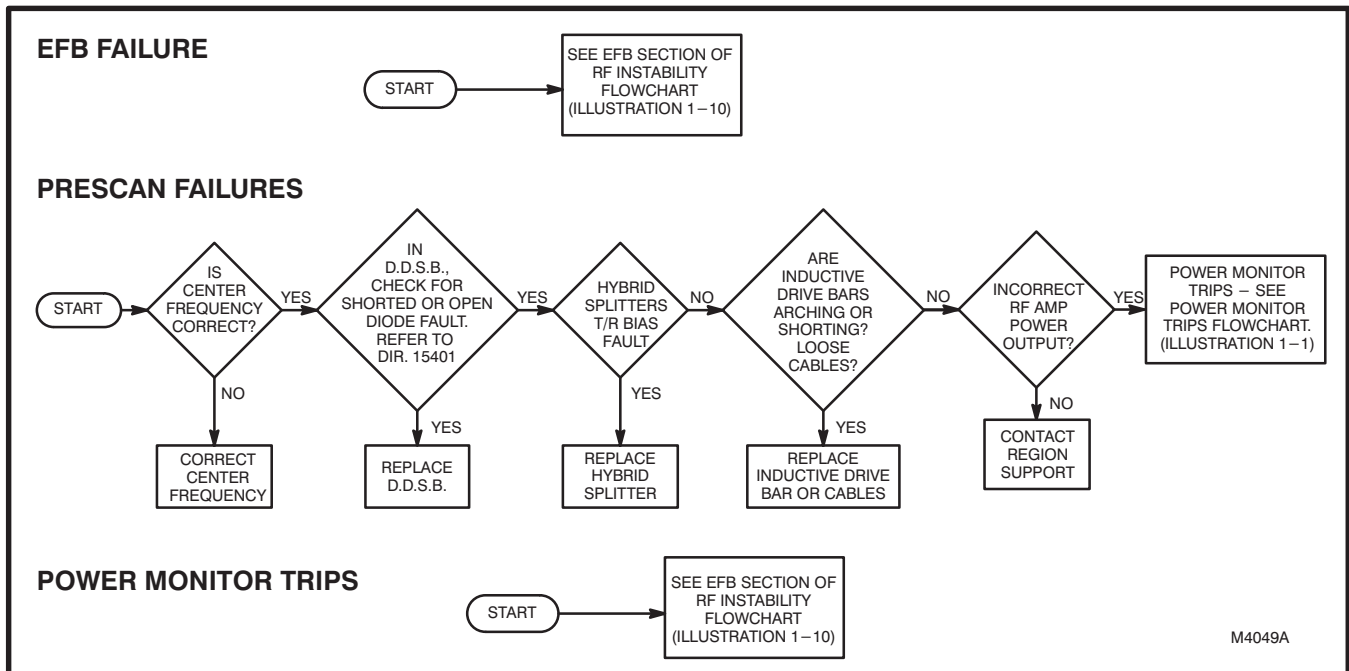 EFB FAILURE
START
SEE EFB SECTION OF
RF INSTABILITY
FLOWCHART
(ILLUSTRATION 1–10)
PRESCAN FAILURES
START
IS
CENTER
FREQUENCY
CORRECT?
YES
NO
CORRECT
CENTER
FREQUENCY
IN
D.D.S.B.,
CHECK FOR
SHORTED OR OPEN
DIODE FAULT.
REFER TO
DIR. 15401
YES
YES
REPLACE
D.D.S.B.
HYBRID
SPLITTERS
T/R BIAS
FAULT
NO
YES
REPLACE
HYBRID
SPLITTER
ARE
INDUCTIVE
DRIVE BARS
ARCHING OR
SHORTING?
LOOSE
CABLES?
NO
YES
REPLACE
INDUCTIVE DRIVE
BAR OR CABLES
INCORRECT
RF AMP
POWER
OUTPUT?
YES
NO
CONTACT
REGION
SUPPORT
POWER MONITOR
TRIPS – SEE
POWER MONITOR
TRIPS FLOWCHART.
(ILLUSTRATION 1–1)
POWER MONITOR TRIPS
START
SEE EFB SECTION OF
RF INSTABILITY
FLOWCHART
(ILLUSTRATION 1–10)
M4049A